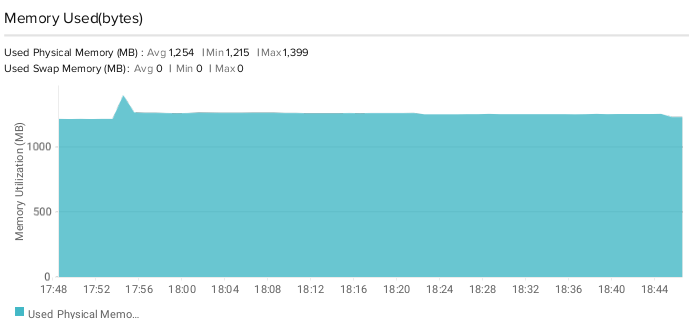 Memory Used(bytes)
Used Physical Memory (MB) : Avg 1,254 | Min 1,215 | Max 1,399
Used Swap Memory (MB): Avg 0 | Min 0 | Max 0
Memory Utilization (MB)
1000
500
0
17:48 17:52 17:56 18:00 18:04 18:08 18:12 18:16 18:20 18:24 18:28 18:32 18:36 18:40 18:44
Used Physical Memo...